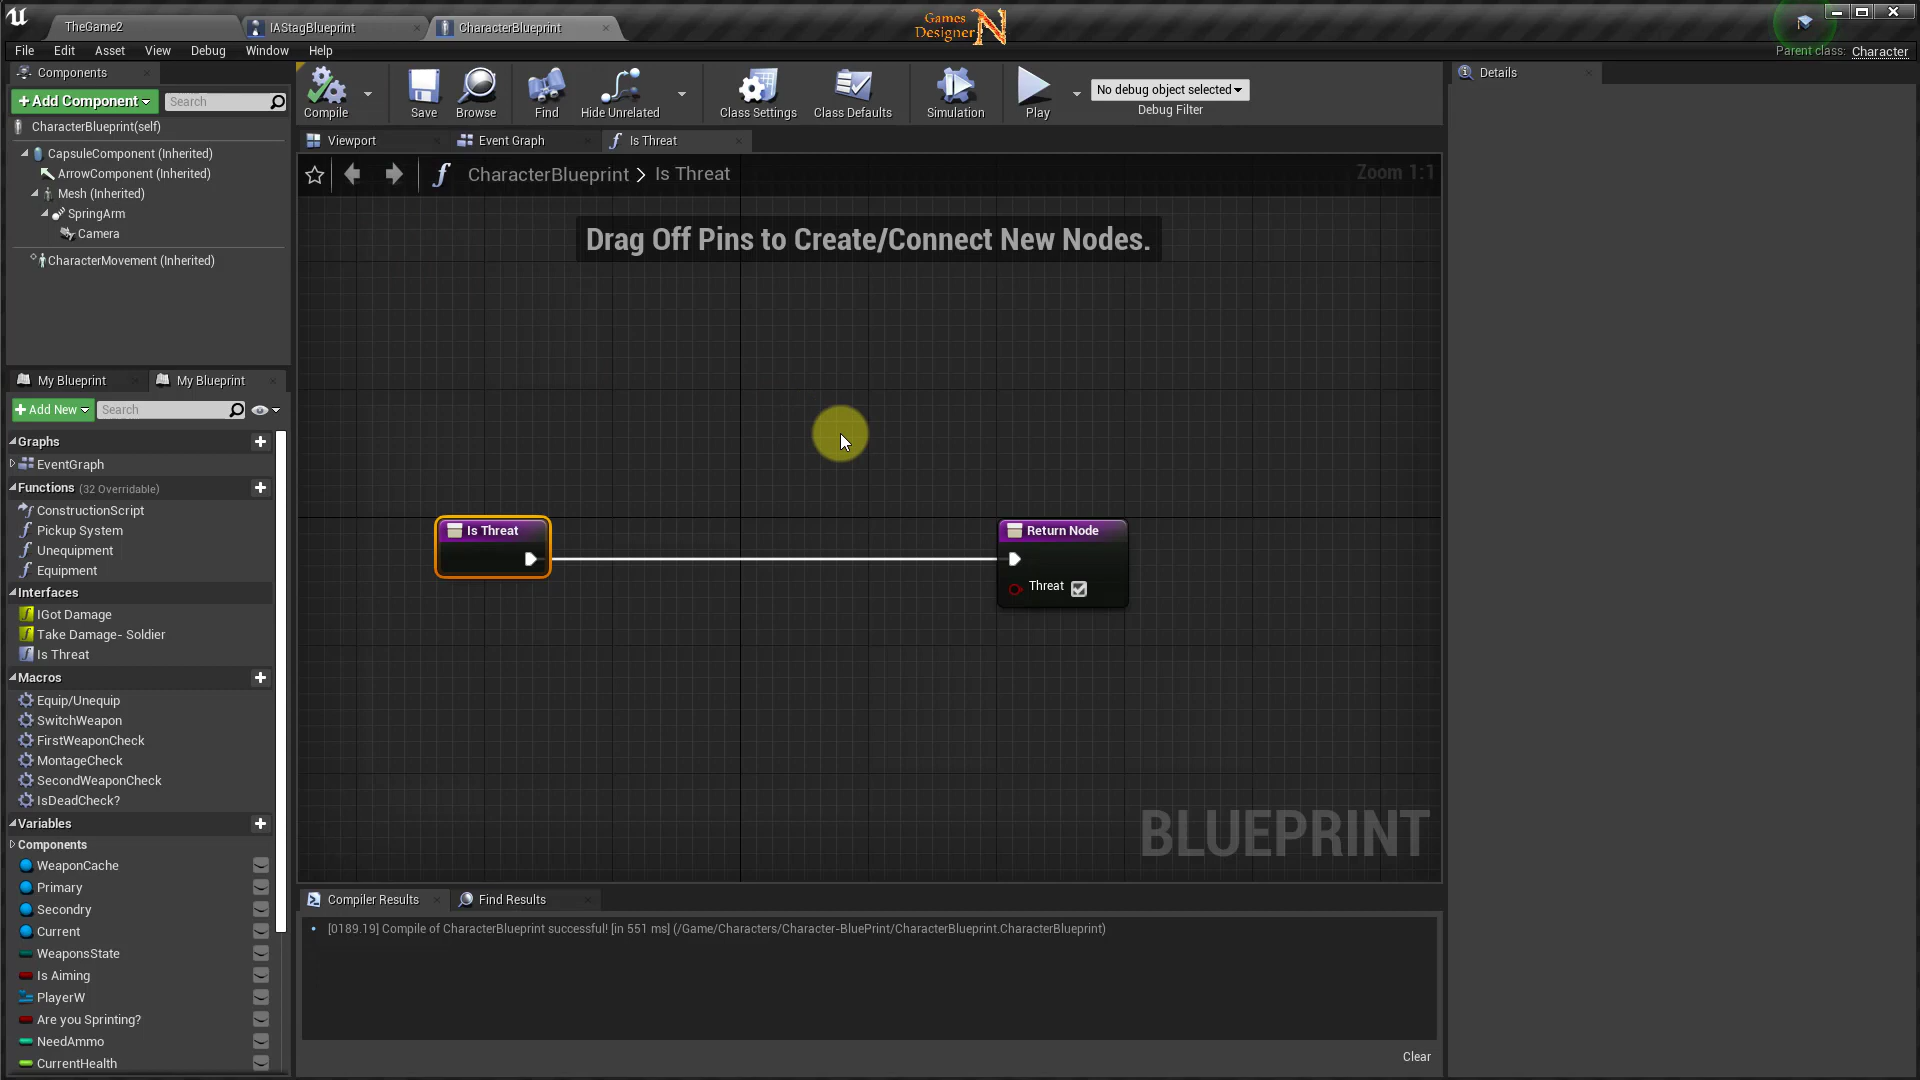 TheGame2
IAStagBlueprint
CharacterBlueprint
Games
Designer
N
File
Edit
Asset
View
Debug
Window
Help
Parent class: Character
Components
+Add Component
Search
CharacterBlueprint(self)
CapsuleComponent (Inherited)
ArrowComponent (Inherited)
Mesh (Inherited)
SpringArm
Camera
CharacterMovement (Inherited)
Compile
Save
Browse
Find
Hide Unrelated
Class Settings
Class Defaults
Simulation
Play
No debug object selected
Debug Filter
Details
Viewport
Event Graph
Is Threat
CharacterBlueprint > Is Threat
Zoom 1:1
Drag Off Pins to Create/Connect New Nodes.
Is Threat
Return Node
Threat
BLUEPRINT
My Blueprint
My Blueprint
+Add New
Search
Graphs
EventGraph
Functions (32 Overridable)
ConstructionScript
Pickup System
Unequipment
Equipment
Interfaces
IGot Damage
Take Damage- Soldier
Is Threat
Macros
Equip/Unequip
SwitchWeapon
FirstWeaponCheck
MontageCheck
SecondWeaponCheck
IsDeadCheck?
Variables
Components
WeaponCache
Primary
Secondry
Current
WeaponsState
Is Aiming
PlayerW
Are you Sprinting?
NeedAmmo
CurrentHealth
Compiler Results
Find Results
[0189.19] Compile of CharacterBlueprint successful! [in 551 ms] (/Game/Characters/Character-BluePrint/CharacterBlueprint.CharacterBlueprint)
Clear